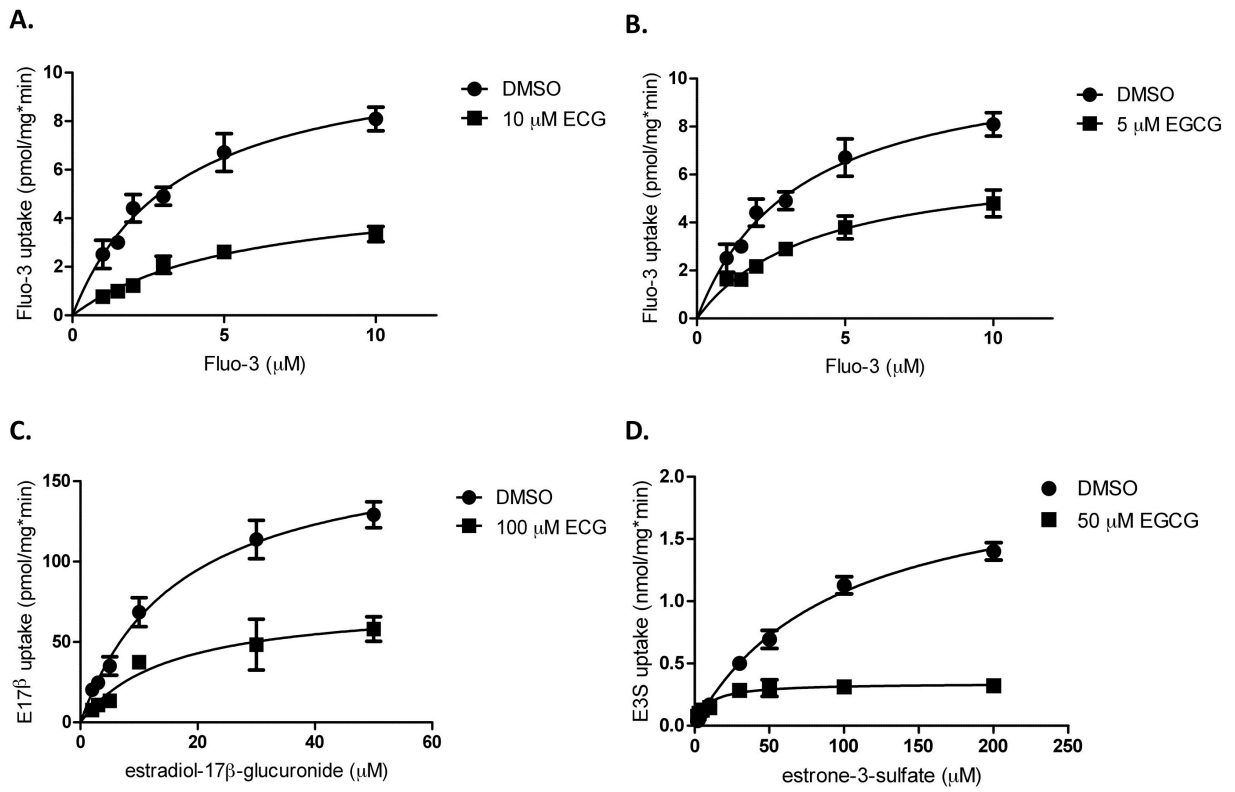 A.
Fluo-3 uptake (pmol/mg*min)
10
8
6
4
2
0
0
5
10
Fluo-3 (μM)
DMSO
10 μM ECG
B.
Fluo-3 uptake (pmol/mg*min)
10
8
6
4
2
0
0
5
10
Fluo-3 (μM)
DMSO
5 μM EGCG
C.
E17β uptake (pmol/mg*min)
150
100
50
0
0
20
40
60
estradiol-17β-glucuronide (μM)
DMSO
100 μM ECG
D.
E3S uptake (nmol/mg*min)
2.0
1.5
1.0
0.5
0.0
0
50
100
150
200
250
estrone-3-sulfate (μM)
DMSO
50 μM EGCG